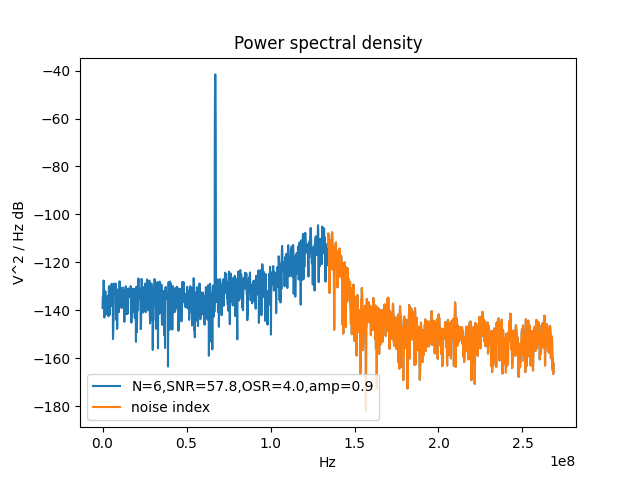 Power spectral density
V^2 / Hz dB
−40
−60
−80
−100
−120
−140
−160
−180
N=6,SNR=57.8,OSR=4.0,amp=0.9
noise index
0.0 0.5 1.0 1.5 2.0 2.5
1e8
Hz